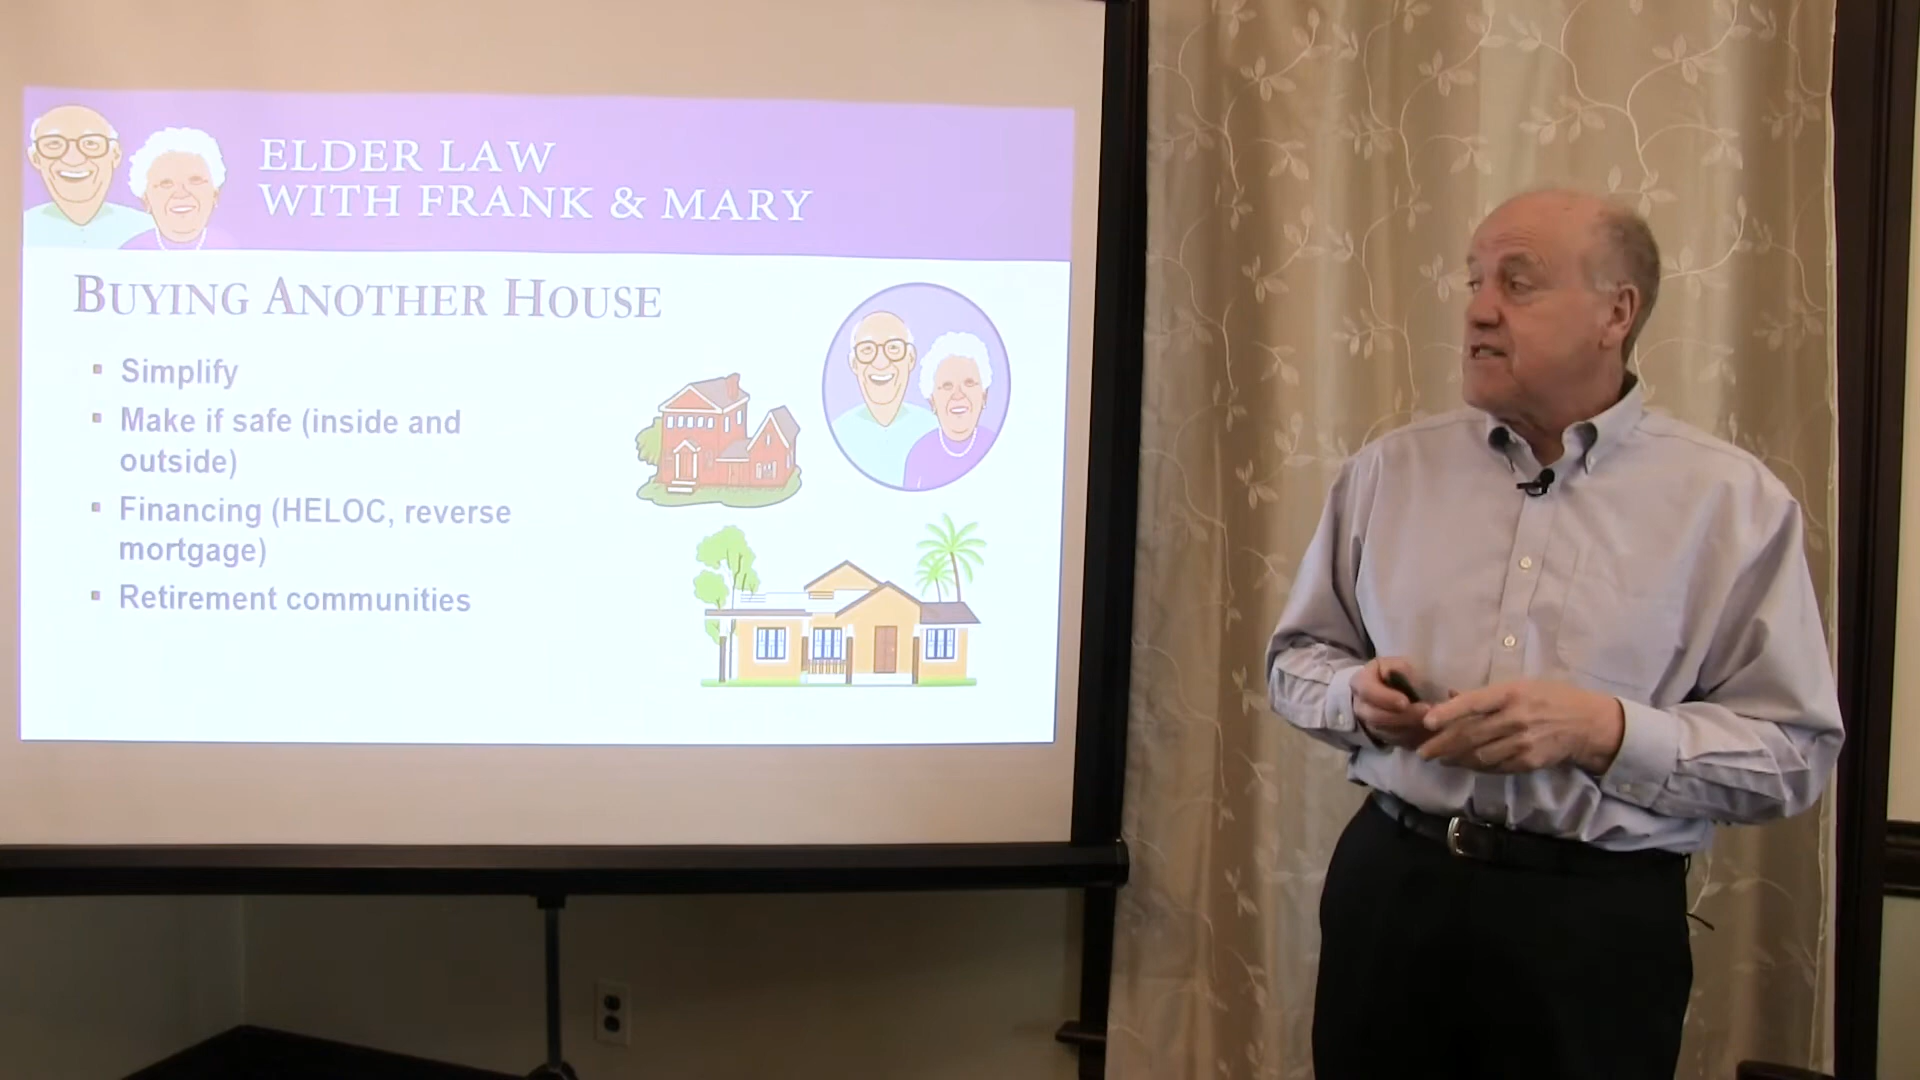 ELDER LAW
WITH FRANK & MARY
BUYING ANOTHER HOUSE
Simplify
Make if safe (inside and
outside)
Financing (HELOC, reverse
mortgage)
Retirement communities